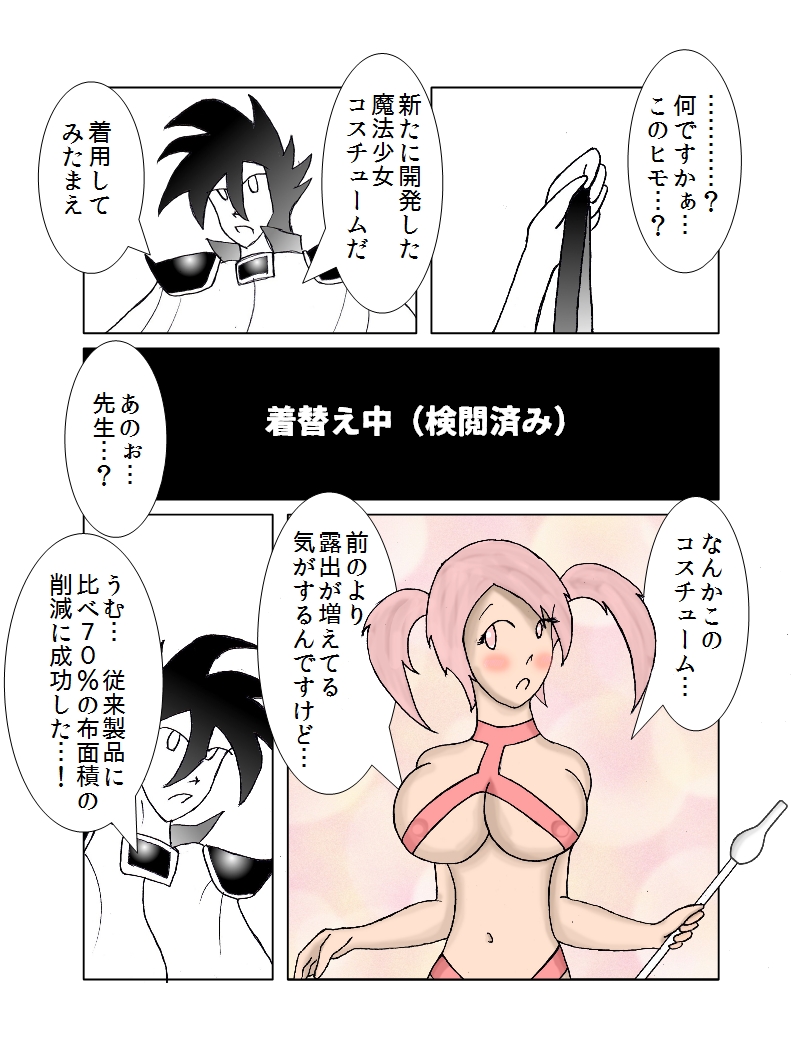 …………?
何ですかぁ…
このヒモ…?
新たに開発した
魔法少女
コスチュームだ
着用して
みたまえ
着替え中（検閲済み）
あのぉ…
先生…?
なんかこの
コスチューム…
前のより
露出が増えてる
気がするんですけど…
うむ…　従来製品に
比べ７０％の布面積の
削減に成功した…！